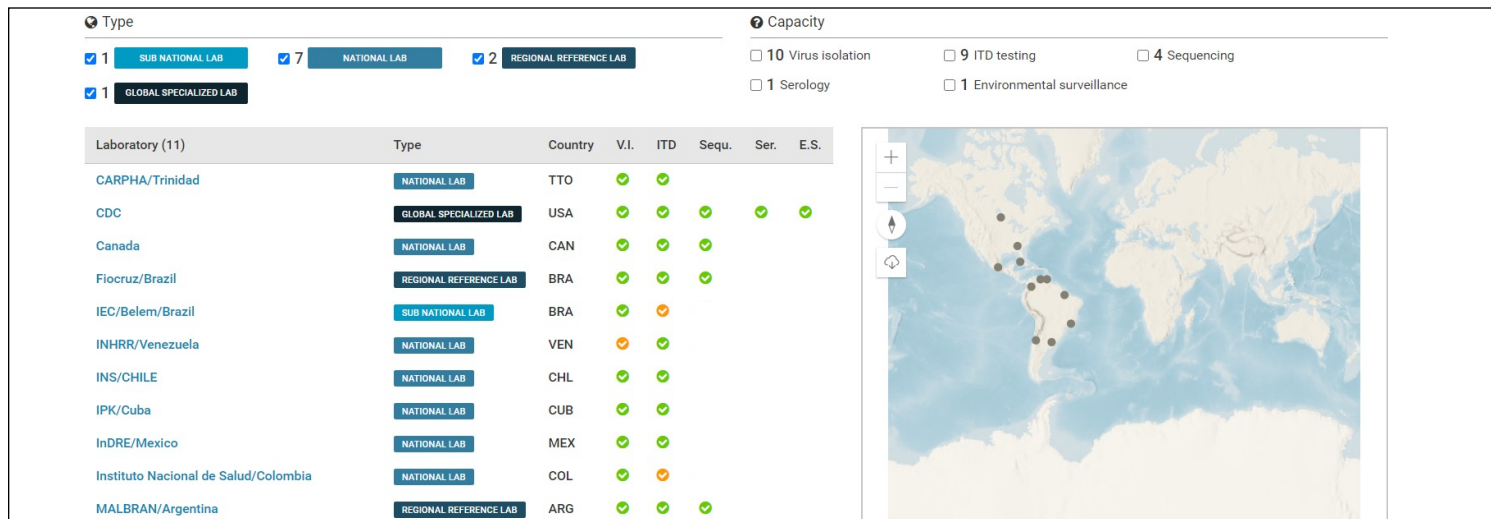 Type
1 SUB NATIONAL LAB 7 NATIONAL LAB 2 REGIONAL REFERENCE LAB
1 GLOBAL SPECIALIZED LAB
Capacity
10 Virus isolation 9 ITD testing 4 Sequencing
1 Serology 1 Environmental surveillance
Laboratory (11) Type Country V.I. ITD Sequ. Ser. E.S.
CARPHA/Trinidad NATIONAL LAB TTO
CDC GLOBAL SPECIALIZED LAB USA
Canada NATIONAL LAB CAN
Fiocruz/Brazil REGIONAL REFERENCE LAB BRA
IEC/Belem/Brazil SUB NATIONAL LAB BRA
INHRR/Venezuela NATIONAL LAB VEN
INS/CHILE NATIONAL LAB CHL
IPK/Cuba NATIONAL LAB CUB
InDRE/Mexico NATIONAL LAB MEX
Instituto Nacional de Salud/Colombia NATIONAL LAB COL
MALBRAN/Argentina REGIONAL REFERENCE LAB ARG